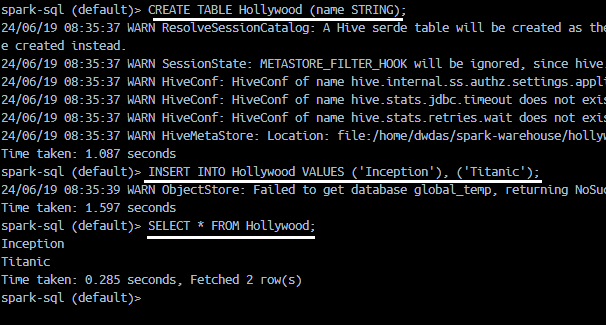 spark-sql (default)> CREATE TABLE Hollywood (name STRING);
24/06/19 08:35:37 WARN ResolveSessionCatalog: A Hive serde table will be created as the
e created instead.
24/06/19 08:35:37 WARN SessionState: METASTORE_FILTER_HOOK will be ignored, since hive.
24/06/19 08:35:37 WARN HiveConf: HiveConf of name hive.internal.ss.authz.settings.appli
24/06/19 08:35:37 WARN HiveConf: HiveConf of name hive.stats.jdbc.timeout does not exis
24/06/19 08:35:37 WARN HiveConf: HiveConf of name hive.stats.retries.wait does not exis
24/06/19 08:35:37 WARN HiveMetaStore: Location: file:/home/dwdas/spark-warehouse/hollyw
Time taken: 1.087 seconds
spark-sql (default)> INSERT INTO Hollywood VALUES ('Inception'), ('Titanic');
24/06/19 08:35:39 WARN ObjectStore: Failed to get database global_temp, returning NoSuc
Time taken: 1.597 seconds
spark-sql (default)> SELECT * FROM Hollywood;
Inception
Titanic
Time taken: 0.285 seconds, Fetched 2 row(s)
spark-sql (default)>